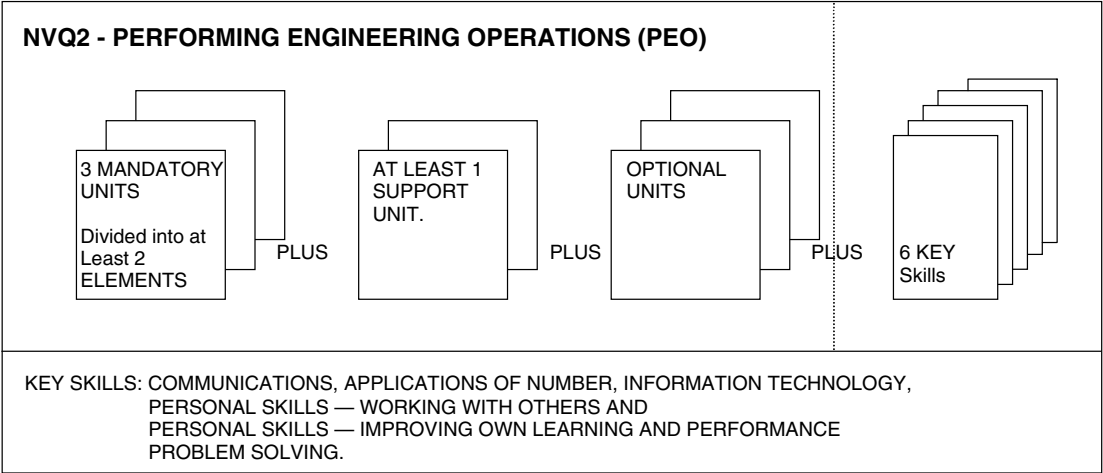 NVQ2 - PERFORMING ENGINEERING OPERATIONS (PEO)
3 MANDATORY
UNITS
Divided into at
Least 2
ELEMENTS
PLUS
AT LEAST 1
SUPPORT
UNIT.
PLUS
OPTIONAL
UNITS
PLUS
6 KEY
Skills
KEY SKILLS: COMMUNICATIONS, APPLICATIONS OF NUMBER, INFORMATION TECHNOLOGY,
PERSONAL SKILLS — WORKING WITH OTHERS AND
PERSONAL SKILLS — IMPROVING OWN LEARNING AND PERFORMANCE
PROBLEM SOLVING.